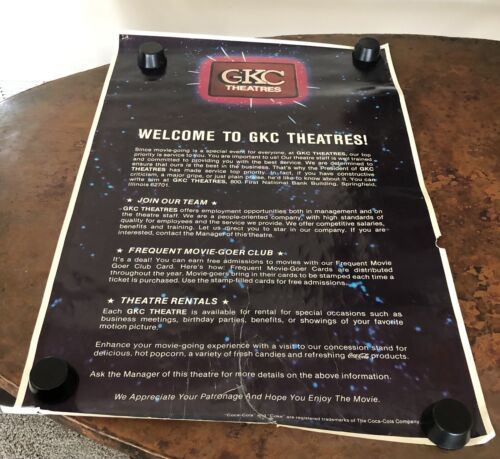 GKC
THEATRES
WELCOME TO GKC THEATRES!
Since movie-going is a special event for everyone, at GKC THEATRES, our top
priority is service to you. You are important to us! Our theatre staff is well trained
and committed to providing you with the best service. We are determined to
ensure that ours is the best in the business. That's why the President of GKC
THEATRES has made service top priority. In fact, if you have constructive
criticism, a major gripe, or just plain praise, he'd like to know about it. You can
write him at GKC THEATRES, 800 First National Bank Building, Springfield,
Illinois 62701.
★ JOIN OUR TEAM ★
GKC THEATRES offers employment opportunities both in management and on
the theatre staff. We are a people-oriented company, with high standards of
quality for employees and the service we provide. We offer competitive salaries,
benefits and training. Let us direct you to star in our company. If you are
interested, contact the Manager of this theatre.
★ FREQUENT MOVIE-GOER CLUB ★
It's a deal! You can earn free admissions to movies with our Frequent Movie
Goer Club Card. Here's how: Frequent Movie-Goer Cards are distributed
throughout the year. Movie-goers bring in their cards to be stamped each time a
ticket is purchased. Use the stamp-filled cards for free admissions.
★ THEATRE RENTALS ★
Each GKC THEATRE is available for rental for special occasions such as
business meetings, birthday parties, benefits, or showings of your favorite
motion picture.
Enhance your movie-going experience with a visit to our concession stand for
delicious, hot popcorn, a variety of fresh candies and refreshing products.
Ask the Manager of this theatre for more details on the above information.
We Appreciate Your Patronage And Hope You Enjoy The Movie.
"Coca-Cola" and "Coke" are registered trademarks of The Coca-Cola Company